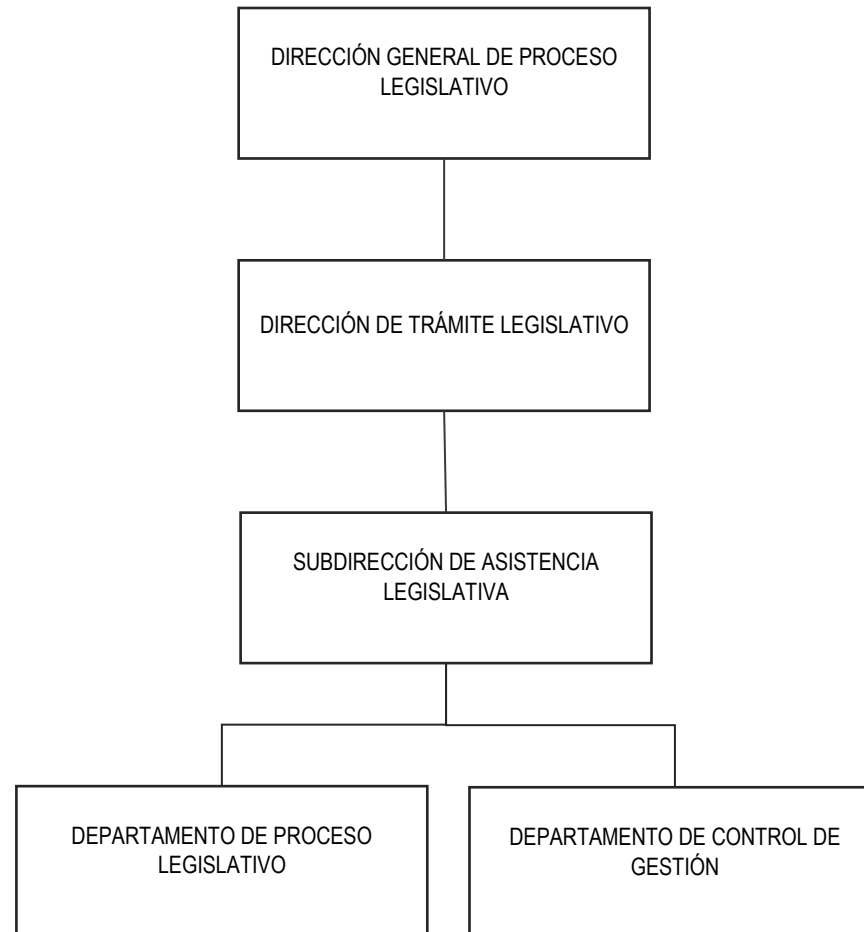 DIRECCIÓN GENERAL DE PROCESO
LEGISLATIVO
DIRECCIÓN DE TRÁMITE LEGISLATIVO
SUBDIRECCIÓN DE ASISTENCIA
LEGISLATIVA
DEPARTAMENTO DE PROCESO
LEGISLATIVO
DEPARTAMENTO DE CONTROL DE
GESTIÓN